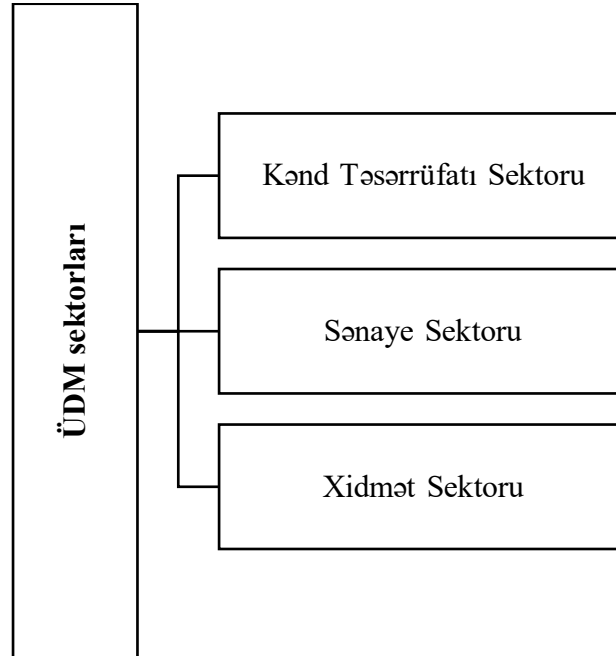 ÜDM sektorları
Kənd Təsərrüfatı Sektoru
Sənaye Sektoru
Xidmət Sektoru